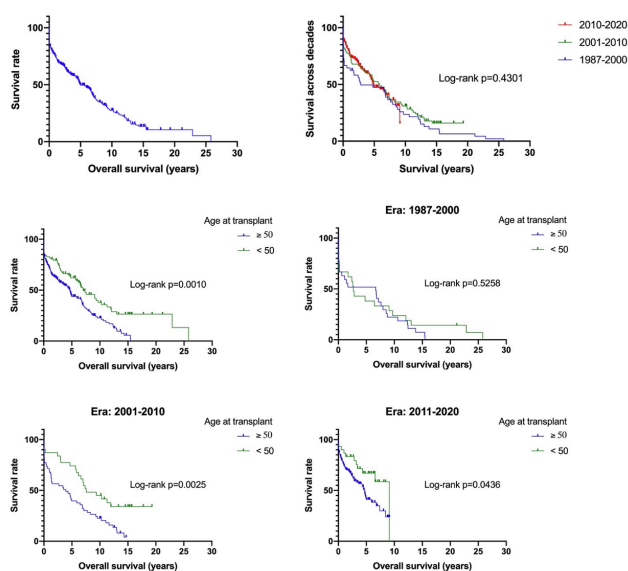 100
50
0
0 5 10 15 20 25 30
Survival rate
Overall survival (years)
100
50
0
0 5 10 15 20 25 30
Survival across decades
Survival (years)
Log-rank p=0.4301
2010-2020
2001-2010
1987-2000
Age at transplant
≥ 50
< 50
100
50
0
0 5 10 15 20 25 30
Survival rate
Overall survival (years)
Log-rank p=0.0010
Era: 1987-2000
Age at transplant
≥ 50
< 50
100
50
0
0 5 10 15 20 25 30
Survival rate
Overall survival (years)
Log-rank p=0.5258
Era: 2001-2010
Age at transplant
≥ 50
< 50
100
50
0
0 5 10 15 20 25 30
Survival rate
Overall survival (years)
Log-rank p=0.0025
Era: 2011-2020
Age at transplant
≥ 50
< 50
100
50
0
0 5 10 15 20 25 30
Survival rate
Overall survival (years)
Log-rank p=0.0436